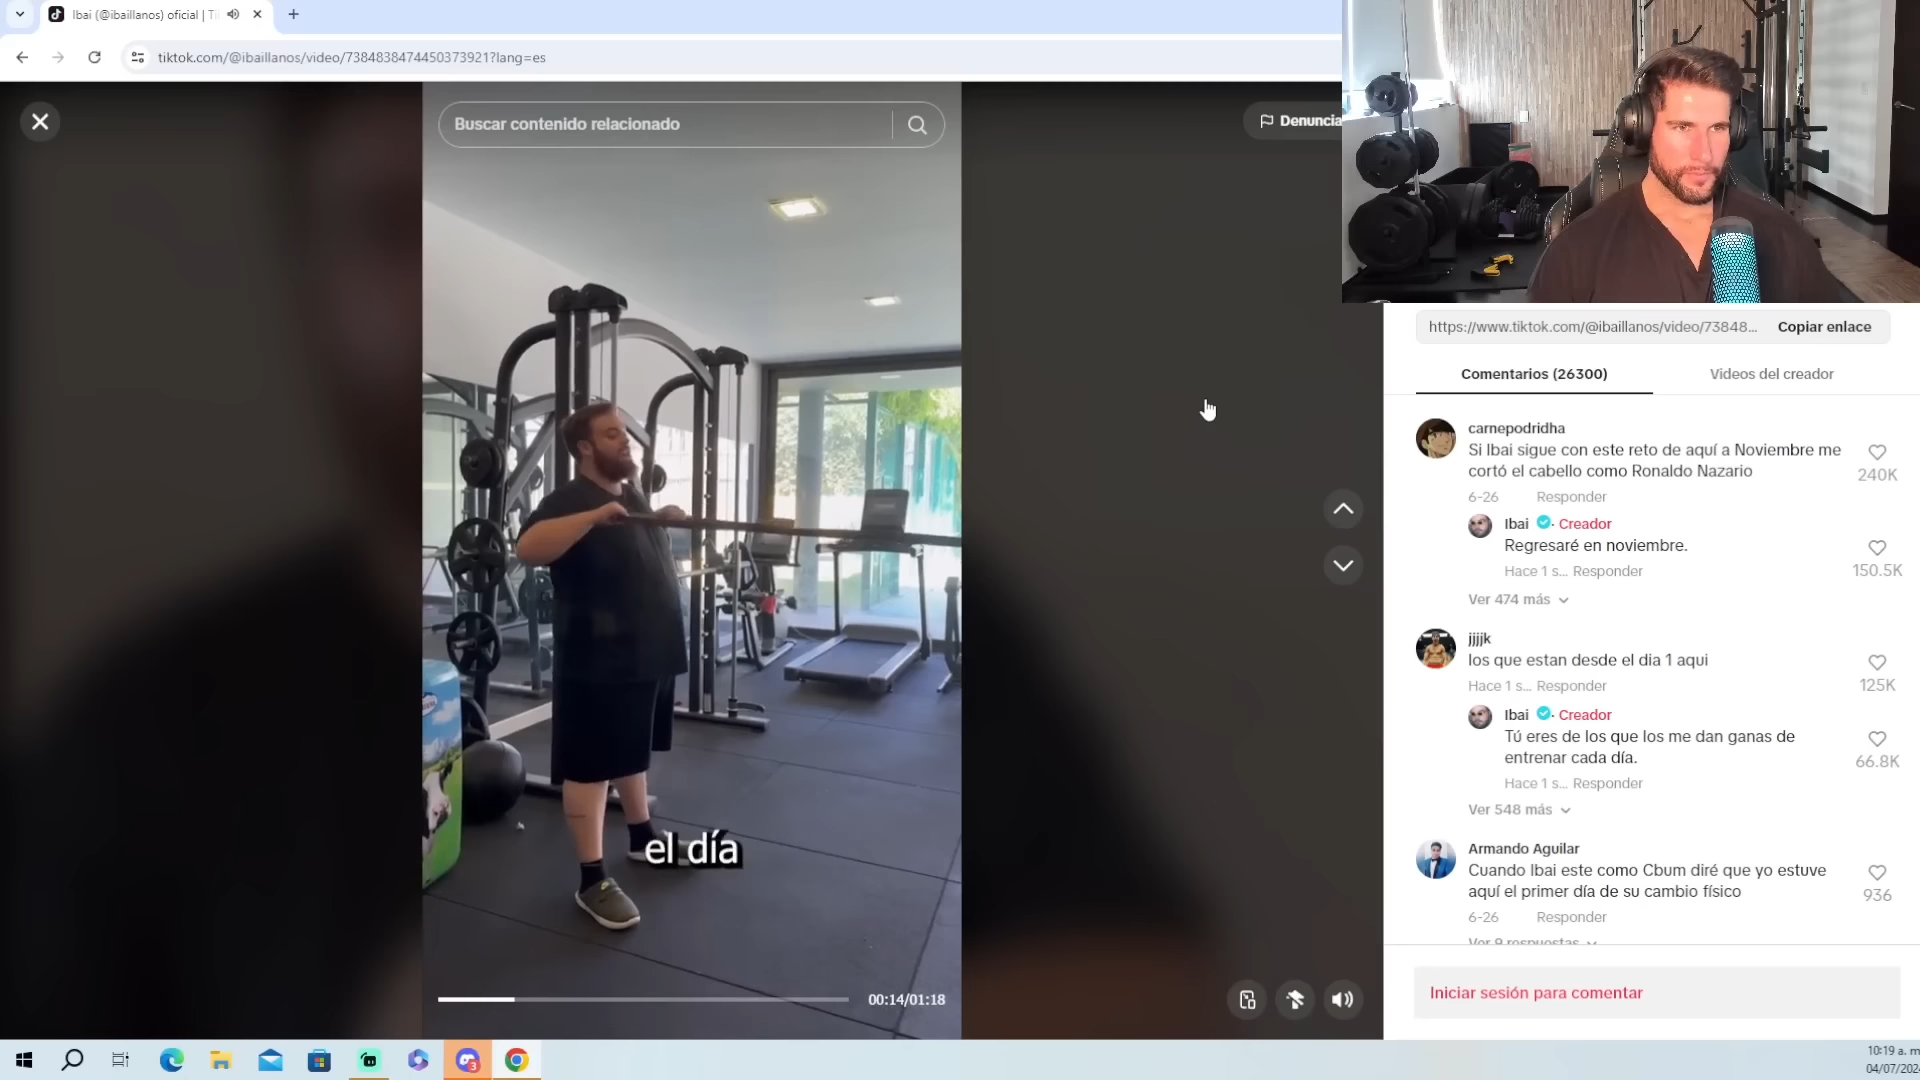 Ibai (@ibaillanos) oficial | Ti
tiktok.com/@ibaillanos/video/7384838474450373921?lang=es
Buscar contenido relacionado
Denuncia
el día
00:14/01:18
https://www.tiktok.com/@ibaillanos/video/73848...
Copiar enlace
Comentarios (26300)
Videos del creador
carnepodridha
Si Ibai sigue con este reto de aquí a Noviembre me
cortó el cabello como Ronaldo Nazario
240K
6-26 Responder
Ibai · Creador
Regresaré en noviembre.
150.5K
Hace 1 s... Responder
Ver 474 más
jjjjk
los que estan desde el dia 1 aqui
125K
Hace 1 s... Responder
Ibai · Creador
Tú eres de los que los me dan ganas de
entrenar cada día.
66.8K
Hace 1 s... Responder
Ver 548 más
Armando Aguilar
Cuando Ibai este como Cbum diré que yo estuve
aquí el primer día de su cambio físico
936
6-26 Responder
Ver 9 respuestas
Iniciar sesión para comentar
3
10:19 a. m
04/07/202